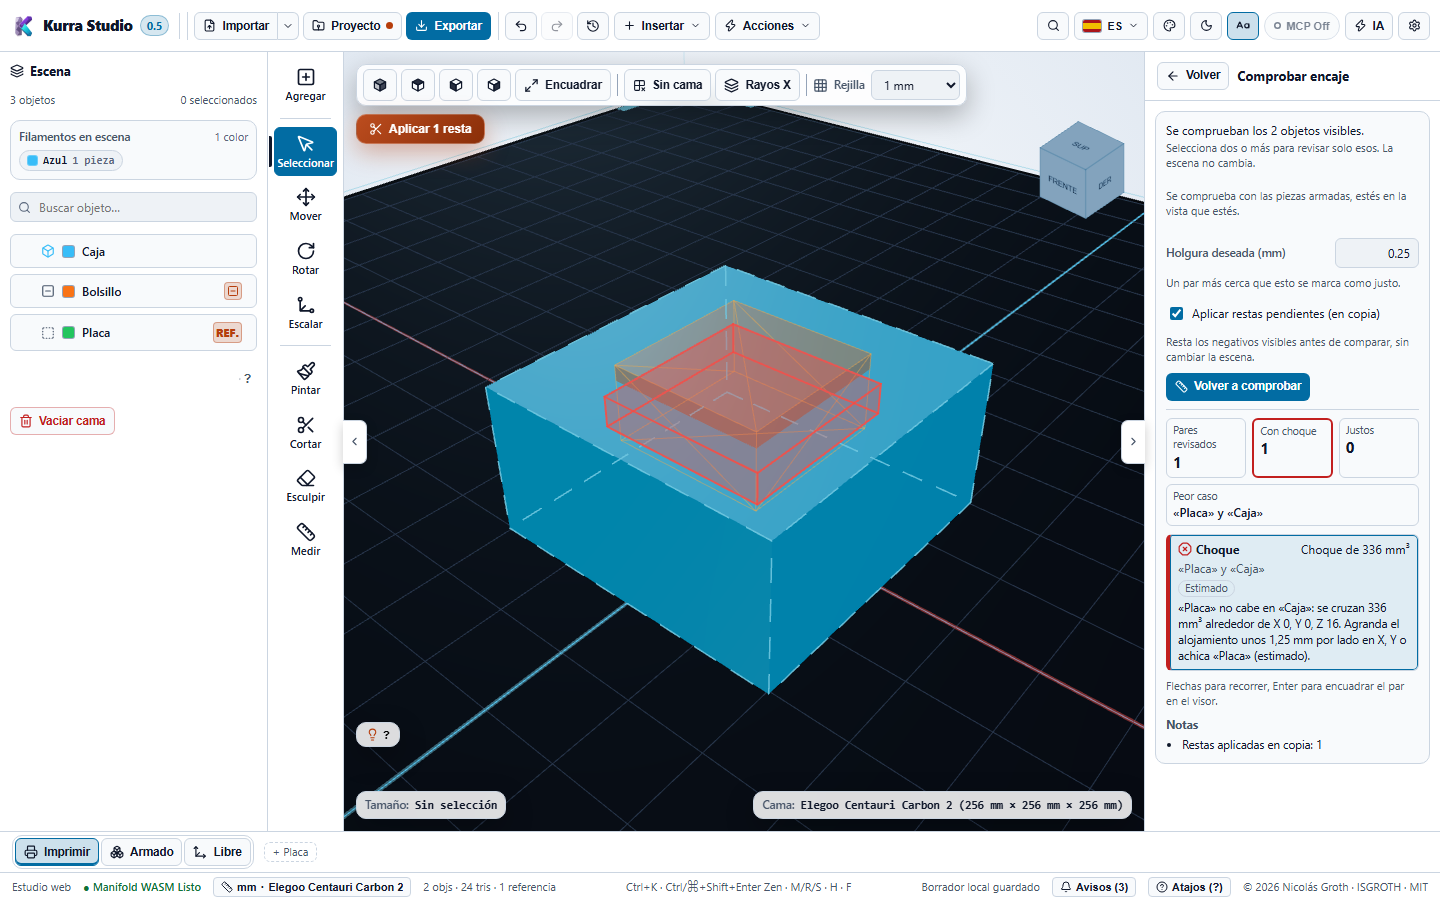 Kurra Studio 0.5
Importar
Proyecto
Exportar
Insertar
Acciones
ES
Aa
MCP Off
IA
Escena
3 objetos 0 seleccionados
Filamentos en escena 1 color
Azul 1 pieza
Buscar objeto...
Caja
Bolsillo
Placa REF.
?
Vaciar cama
Agregar
Seleccionar
Mover
Rotar
Escalar
Pintar
Cortar
Esculpir
Medir
Encuadrar
Sin cama
Rayos X
Rejilla 1 mm
Aplicar 1 resta
SUP
FRENTE
DER
?
Tamaño: Sin selección
Cama: Elegoo Centauri Carbon 2 (256 mm × 256 mm × 256 mm)
Volver Comprobar encaje
Se comprueban los 2 objetos visibles.
Selecciona dos o más para revisar solo esos. La
escena no cambia.
Se comprueba con las piezas armadas, estés en la
vista que estés.
Holgura deseada (mm) 0.25
Un par más cerca que esto se marca como justo.
Aplicar restas pendientes (en copia)
Resta los negativos visibles antes de comparar, sin
cambiar la escena.
Volver a comprobar
Pares
revisados
1
Con choque
1
Justos
0
Peor caso
«Placa» y «Caja»
Choque Choque de 336 mm³
«Placa» y «Caja»
Estimado
«Placa» no cabe en «Caja»: se cruzan 336
mm³ alrededor de X 0, Y 0, Z 16. Agranda el
alojamiento unos 1,25 mm por lado en X, Y o
achica «Placa» (estimado).
Flechas para recorrer, Enter para encuadrar el par
en el visor.
Notas
• Restas aplicadas en copia: 1
Imprimir
Armado
Libre
+ Placa
Estudio web
● Manifold WASM Listo
mm · Elegoo Centauri Carbon 2
2 objs · 24 tris · 1 referencia
Ctrl+K · Ctrl/⌘+Shift+Enter Zen · M/R/S · H · F
Borrador local guardado
Avisos (3)
Atajos (?)
© 2026 Nicolás Groth · ISGROTH · MIT